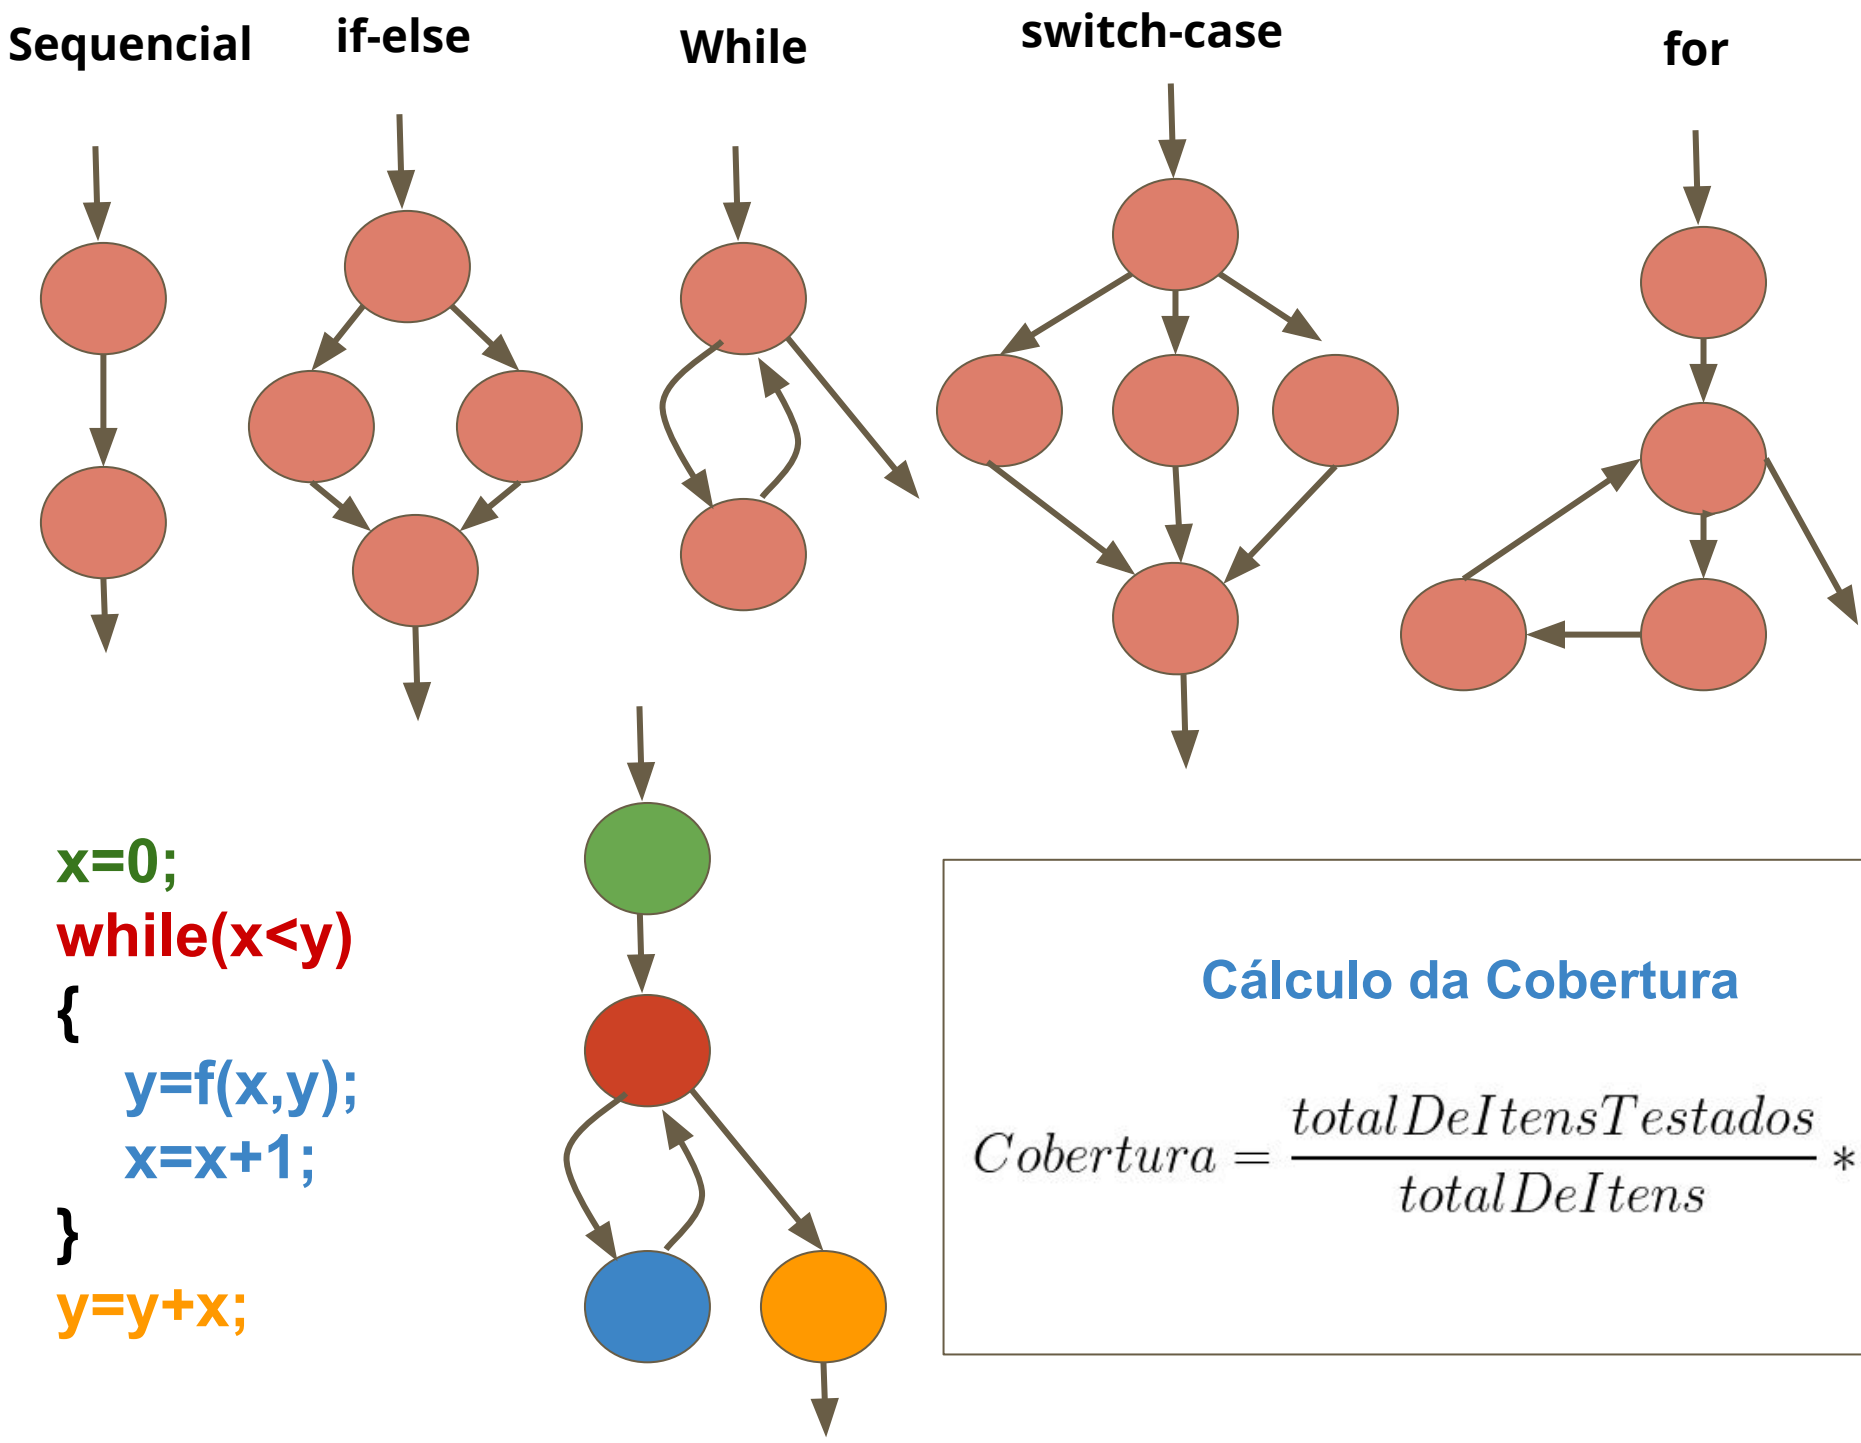 Sequencial
if-else
While
switch-case
for
x=0;
while(x<y)
{
y=f(x,y);
x=x+1;
}
y=y+x;
Cálculo da Cobertura
Cobertura = totalDeItensTestados / totalDeItens *